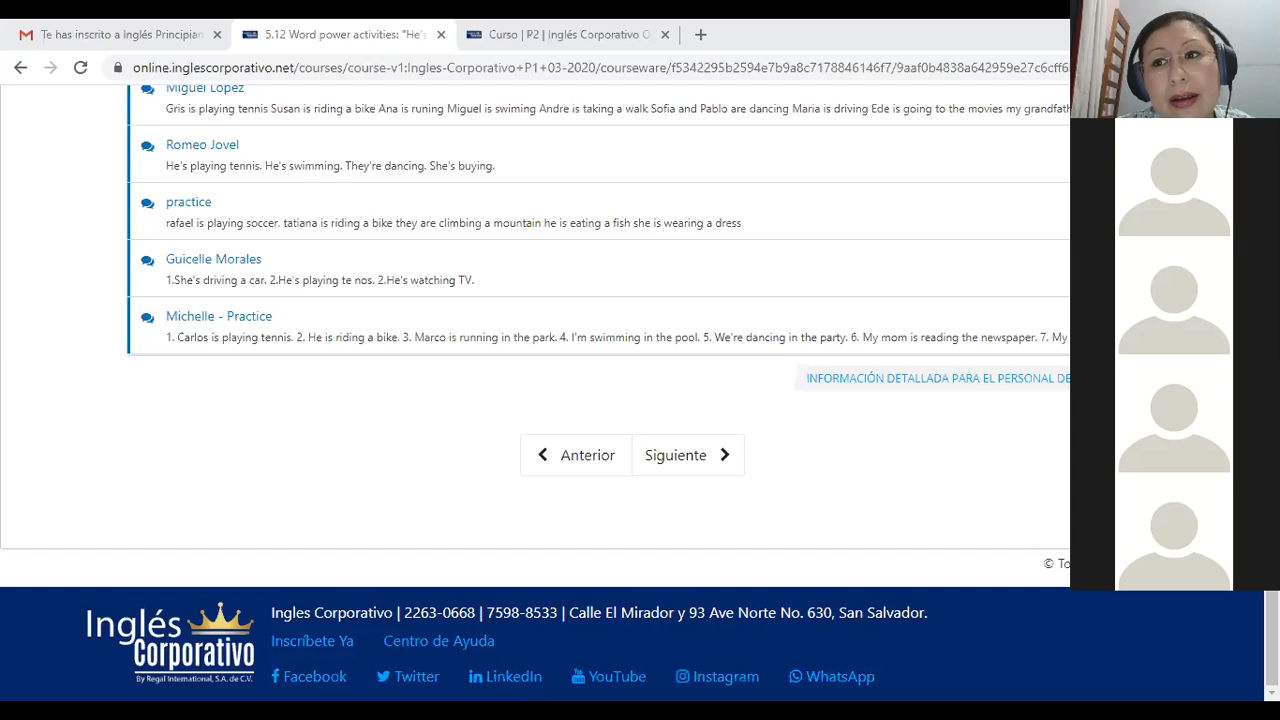 Te has inscrito a Inglés Principian
5.12 Word power activities: "He's
Curso | P2 | Inglés Corporativo O
online.inglescorporativo.net/courses/course-v1:Ingles-Corporativo+P1+03-2020/courseware/f5342295b2594e7b9a8c7178846146f7/9aaf0b4838a642959e27c6cff6
Miguel Lopez
Gris is playing tennis Susan is riding a bike Ana is runing Miguel is swiming Andre is taking a walk Sofia and Pablo are dancing Maria is driving Ede is going to the movies my grandfath
Romeo Jovel
He's playing tennis. He's swimming. They're dancing. She's buying.
practice
rafael is playing soccer. tatiana is riding a bike they are climbing a mountain he is eating a fish she is wearing a dress
Guicelle Morales
1.She's driving a car. 2.He's playing te nos. 2.He's watching TV.
Michelle - Practice
1. Carlos is playing tennis. 2. He is riding a bike. 3. Marco is running in the park. 4. I'm swimming in the pool. 5. We're dancing in the party. 6. My mom is reading the newspaper. 7. My
INFORMACIÓN DETALLADA PARA EL PERSONAL DE
Anterior
Siguiente
© To
Inglés Corporativo
By Regal International, S.A. de C.V.
Ingles Corporativo | 2263-0668 | 7598-8533 | Calle El Mirador y 93 Ave Norte No. 630, San Salvador.
Inscríbete Ya Centro de Ayuda
Facebook Twitter LinkedIn YouTube Instagram WhatsApp